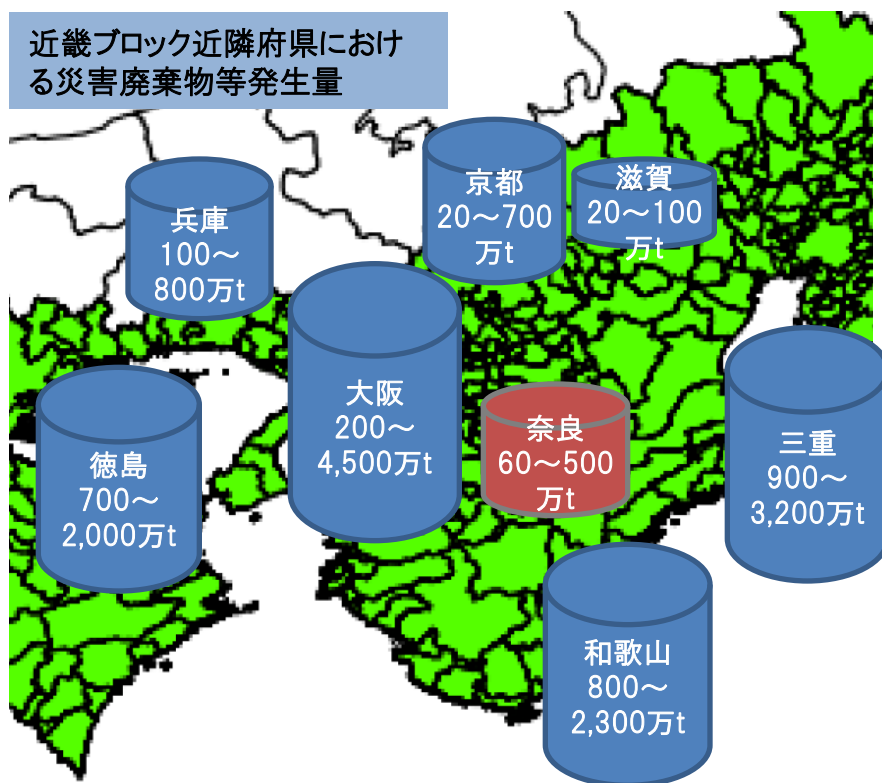 近畿ブロック近隣府県におけ
る災害廃棄物等発生量
京都
20～700
万t
滋賀
20～100
万t
兵庫
100～
800万t
大阪
200～
4,500万t
奈良
60～500
万t
三重
900～
3,200万t
徳島
700～
2,000万t
和歌山
800～
2,300万t